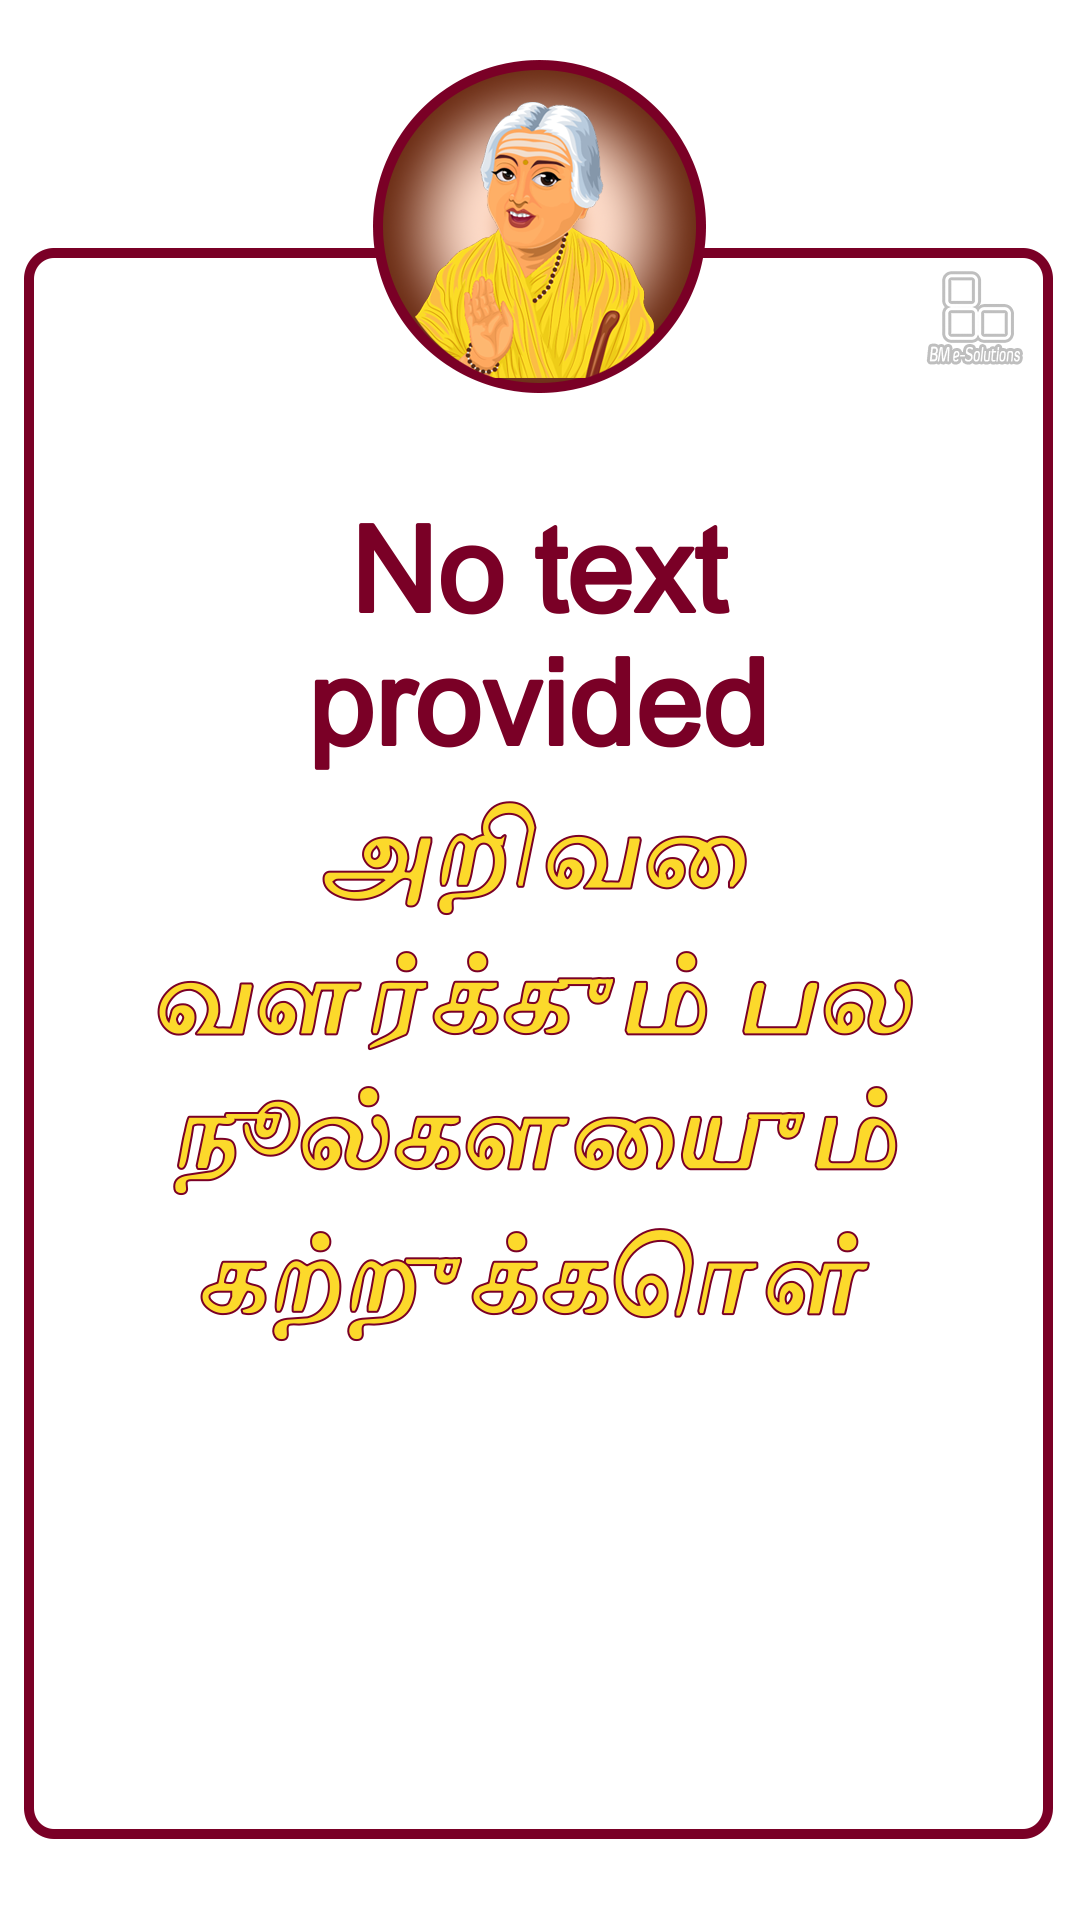 BM e-Solutions
No text
provided
அறிவை
வளர்க்கும் பல
நூல்களையும்
கற்றுக்கொள்